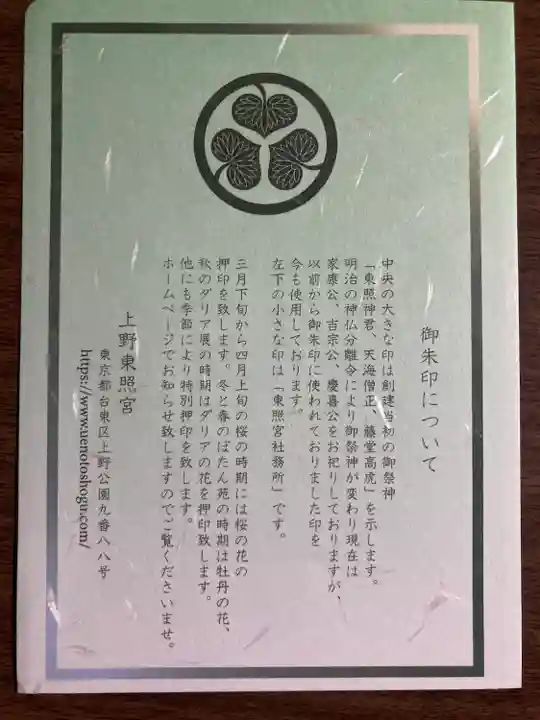 御朱印について
中央の大きな印は創建当初の御祭神
「東照神君、天海僧正、藤堂高虎」を示します。
明治の神仏分離令により御祭神が変わり現在は
家康公、吉宗公、慶喜公をお祀りしておりますが、
以前から御朱印に使われておりました印を
今も使用しております。
左下の小さな印は「東照宮社務所」です。
三月下旬から四月上旬の桜の時期には桜の花の
押印を致します。冬と春のぼたん苑の時期は牡丹の花、
秋のダリア展の時期はダリアの花を押印致します。
他にも季節により特別押印を致します。
ホームページでお知らせ致しますのでご覧くださいませ。
上野東照宮
東京都台東区上野公園九番八八号
https://www.uenotoshogu.com/